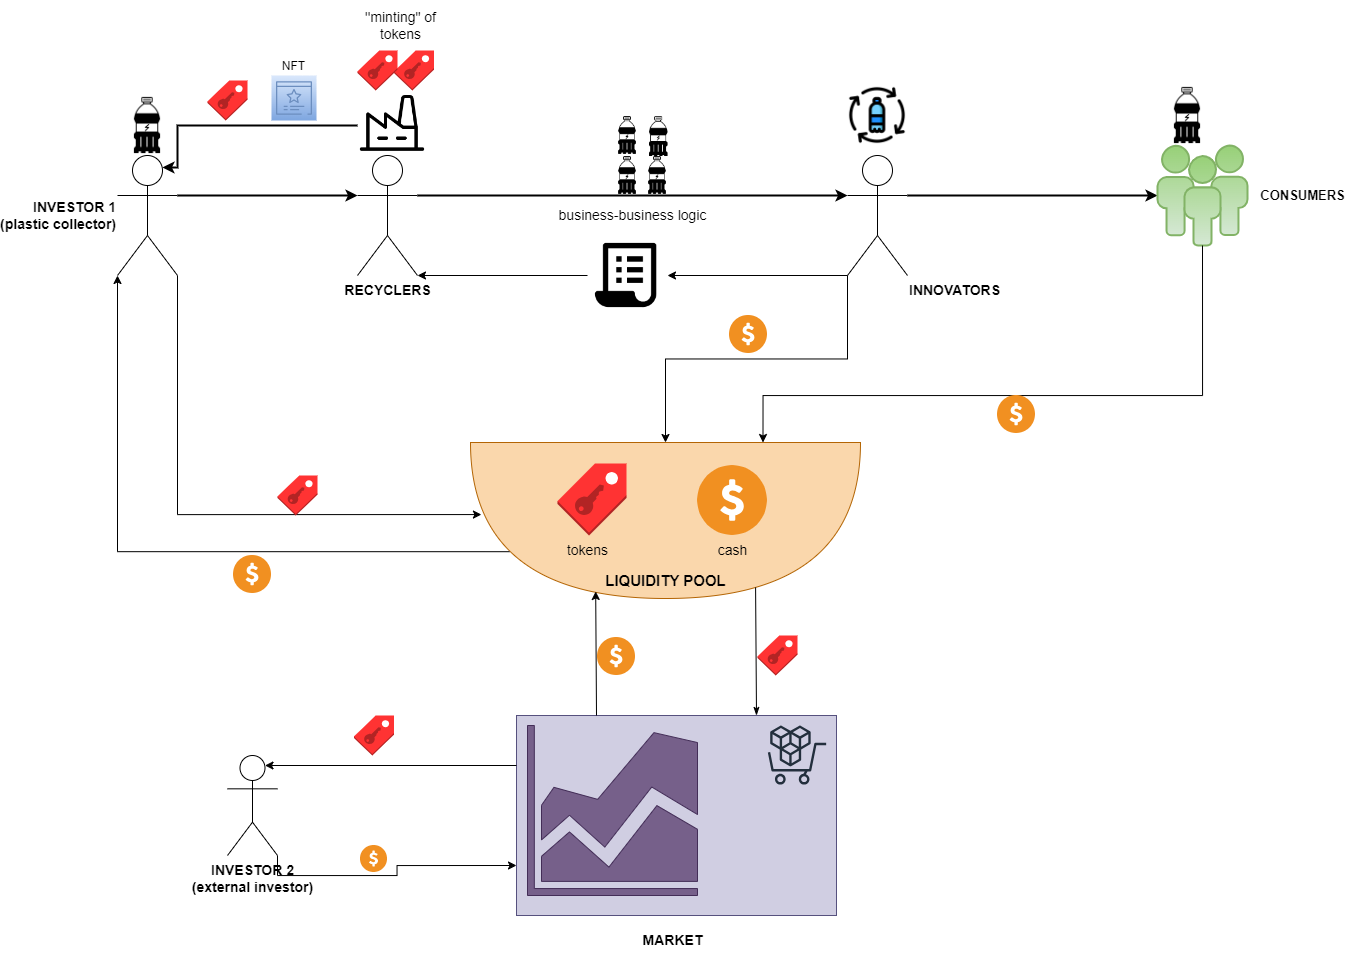 "minting" of
tokens
NFT
INVESTOR 1
(plastic collector)
business-business logic
CONSUMERS
RECYCLERS
INNOVATORS
$
$
$
tokens
cash
LIQUIDITY POOL
$
$
$
INVESTOR 2
(external investor)
MARKET